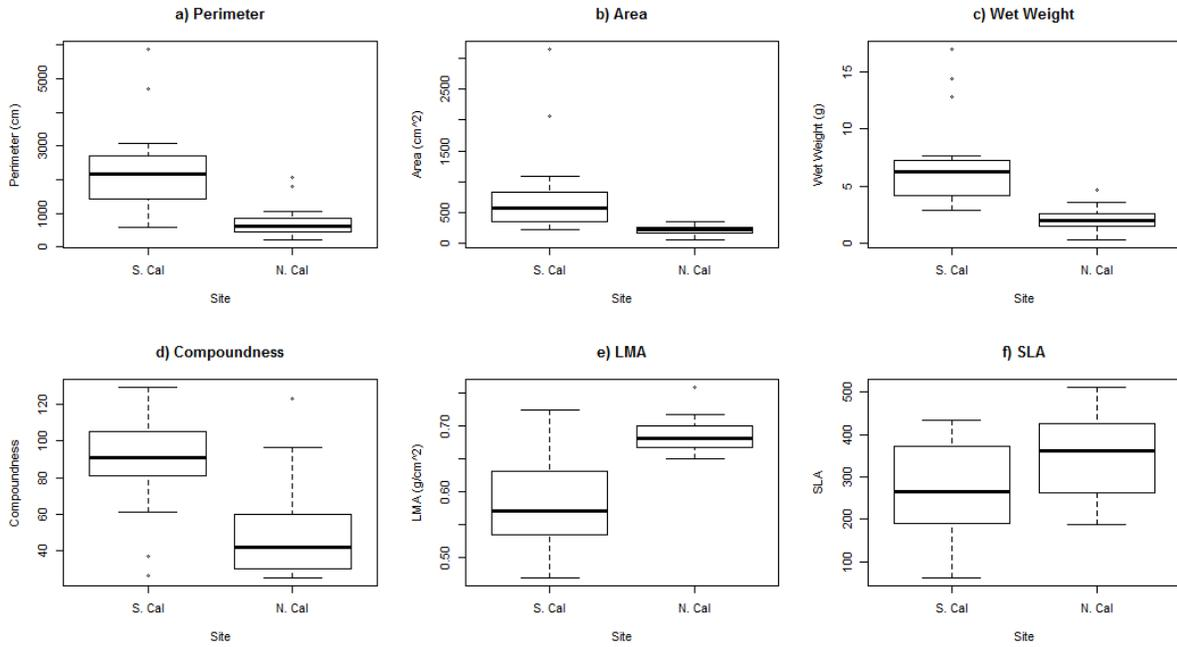 a) Perimeter
Perimeter (cm)
5000
3000
1000
0
S. Cal
N. Cal
Site
b) Area
Area (cm^2)
2500
1500
500
0
S. Cal
N. Cal
Site
c) Wet Weight
Wet Weight (g)
15
10
5
0
S. Cal
N. Cal
Site
d) Compoundness
Compoundness
120
100
80
60
40
S. Cal
N. Cal
Site
e) LMA
LMA (g/cm^2)
0.70
0.60
0.50
S. Cal
N. Cal
Site
f) SLA
SLA
500
400
300
200
100
S. Cal
N. Cal
Site